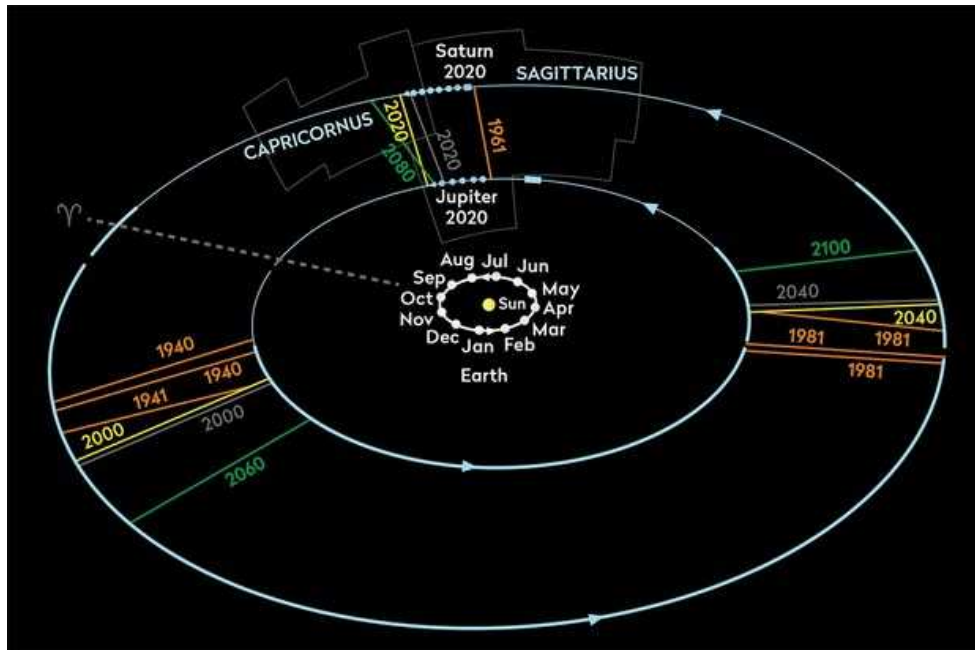 Saturn
2020
SAGITTARIUS
CAPRICORNUS
2020
2080
2020
1961
Jupiter
2020
♈
Aug
Jul
Jun
Sep
May
Oct
Sun
Apr
Nov
Mar
Dec
Jan
Feb
Earth
2100
2040
2040
1981
1981
1981
1940
1940
1941
2000
2000
2060